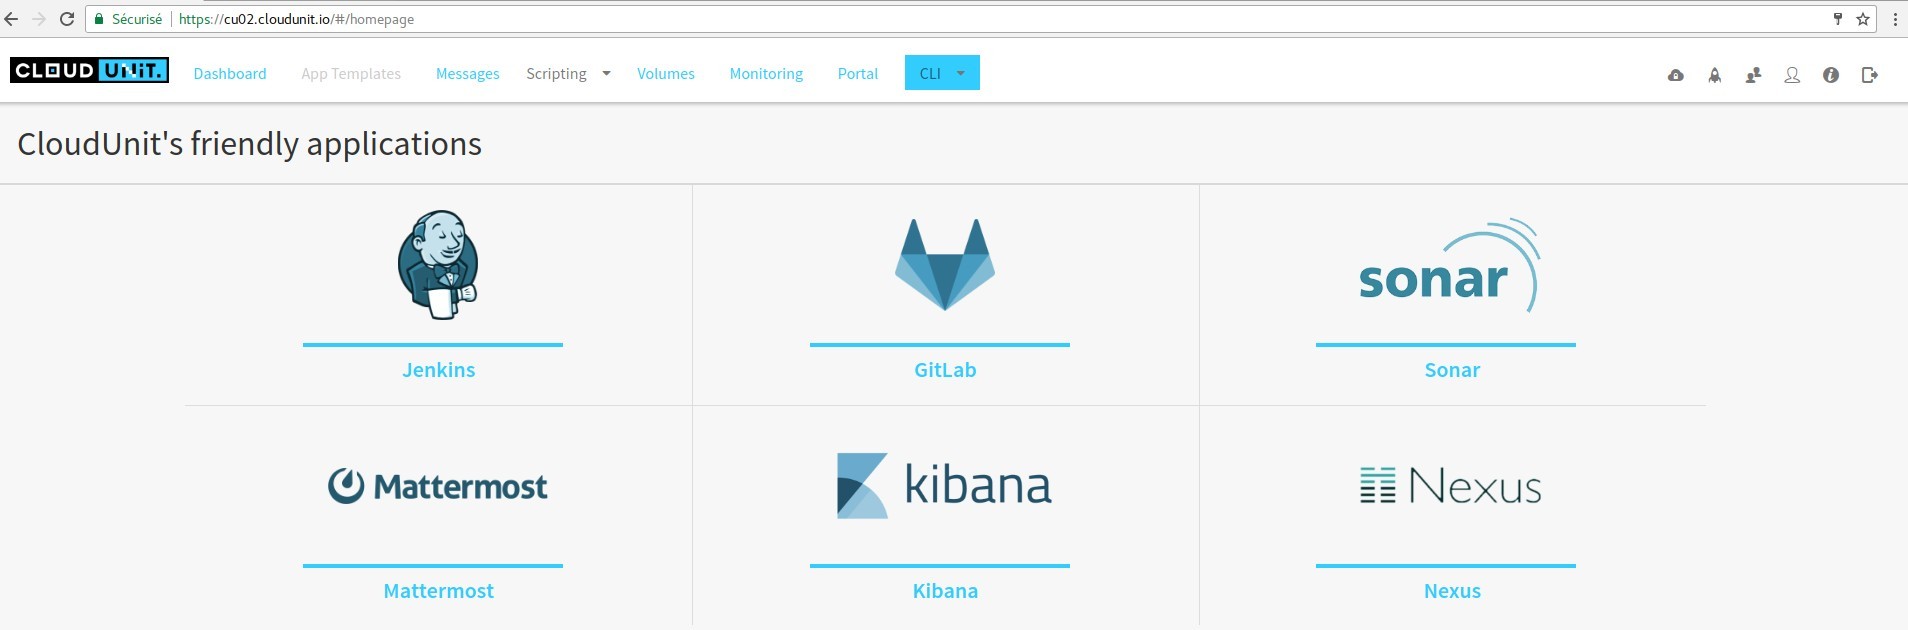 Sécurisé https://cu02.cloudunit.io/#/homepage
CLOUD UNIT. Dashboard App Templates Messages Scripting Volumes Monitoring Portal CLI
CloudUnit's friendly applications
sonar
Jenkins GitLab Sonar
Mattermost kibana Nexus
Mattermost Kibana Nexus